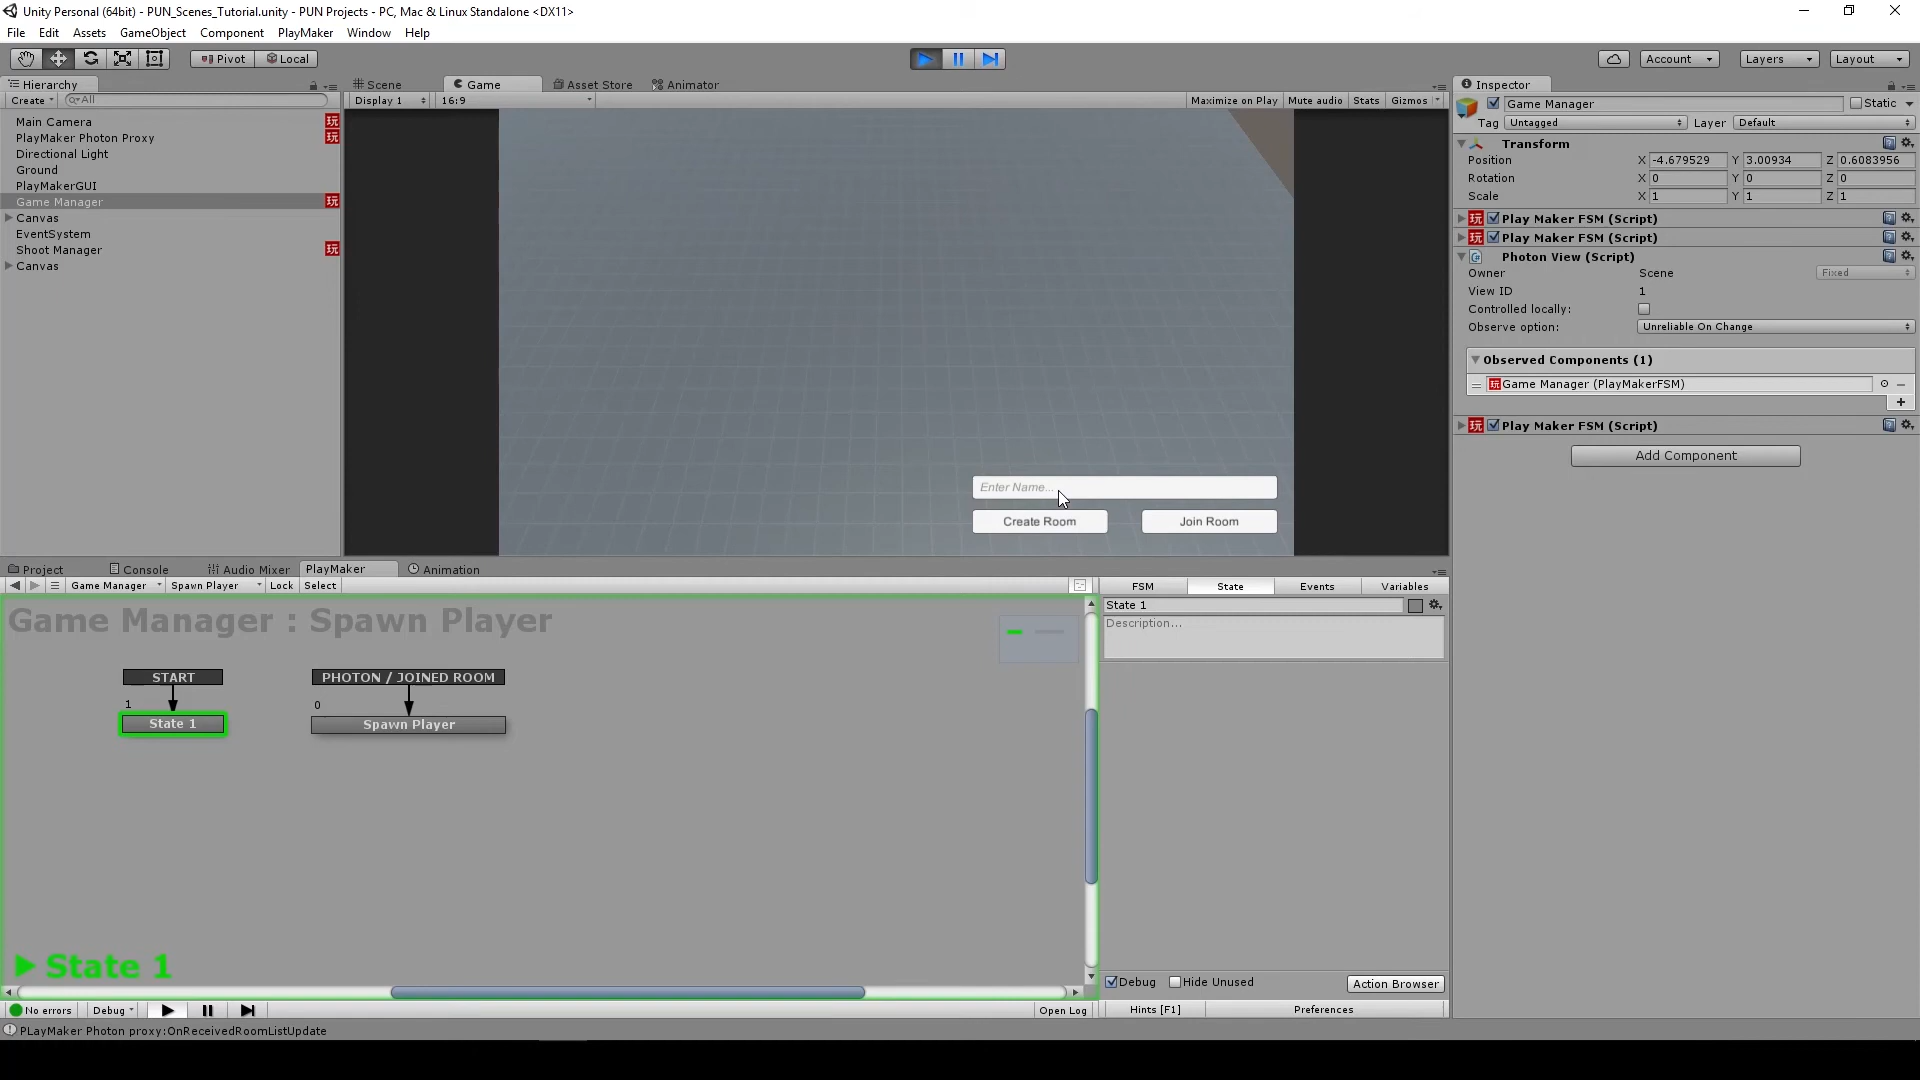 Unity Personal (64bit) - PUN_Scenes_Tutorial.unity - PUN Projects - PC, Mac & Linux Standalone <DX11>
File Edit Assets GameObject Component PlayMaker Window Help
Pivot Local Account Layers Layout
Hierarchy
Create All
Main Camera
PlayMaker Photon Proxy
Directional Light
Ground
PlayMakerGUI
Game Manager
Canvas
EventSystem
Shoot Manager
Canvas
Scene Game Asset Store Animator
Display 1 16:9 Maximize on Play Mute audio Stats Gizmos
Enter Name...
Create Room Join Room
Inspector
Game Manager Static
Tag Untagged Layer Default
Transform
Position X -4.679529 Y 3.00934 Z 0.6083956
Rotation X 0 Y 0 Z 0
Scale X 1 Y 1 Z 1
玩 Play Maker FSM (Script)
玩 Play Maker FSM (Script)
Photon View (Script)
Owner Scene Fixed
View ID 1
Controlled locally:
Observe option: Unreliable On Change
Observed Components (1)
玩 Game Manager (PlayMakerFSM)
玩 Play Maker FSM (Script)
Add Component
Project Console Audio Mixer PlayMaker Animation
Game Manager Spawn Player Lock Select
Game Manager : Spawn Player
START
1
State 1
PHOTON / JOINED ROOM
0
Spawn Player
State 1
FSM State Events Variables
State 1
Description...
Debug Hide Unused Action Browser
No errors Debug Open Log Hints [F1] Preferences
PLayMaker Photon proxy:OnReceivedRoomListUpdate